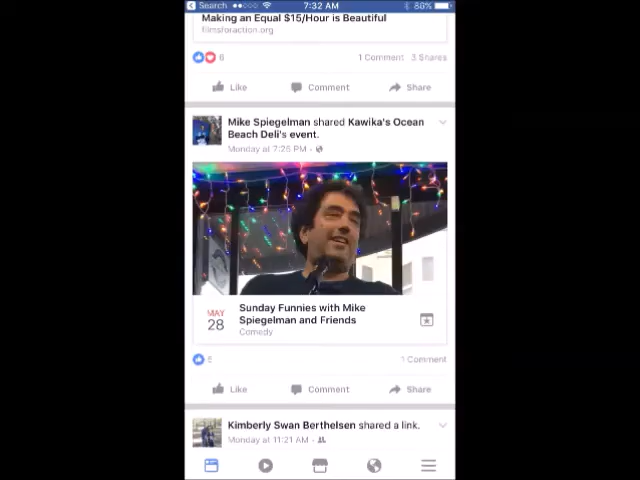 Search 7:32 AM 86%
Making an Equal $15/Hour is Beautiful
filmsforaction.org
6 1 Comment 3 Shares
Like Comment Share
Mike Spiegelman shared Kawika's Ocean
Beach Deli's event.
Monday at 7:25 PM
Sunday Funnies with Mike
MAY
28
Spiegelman and Friends
Comedy
1 Comment
Like Comment Share
Kimberly Swan Berthelsen shared a link.
Monday at 11:21 AM